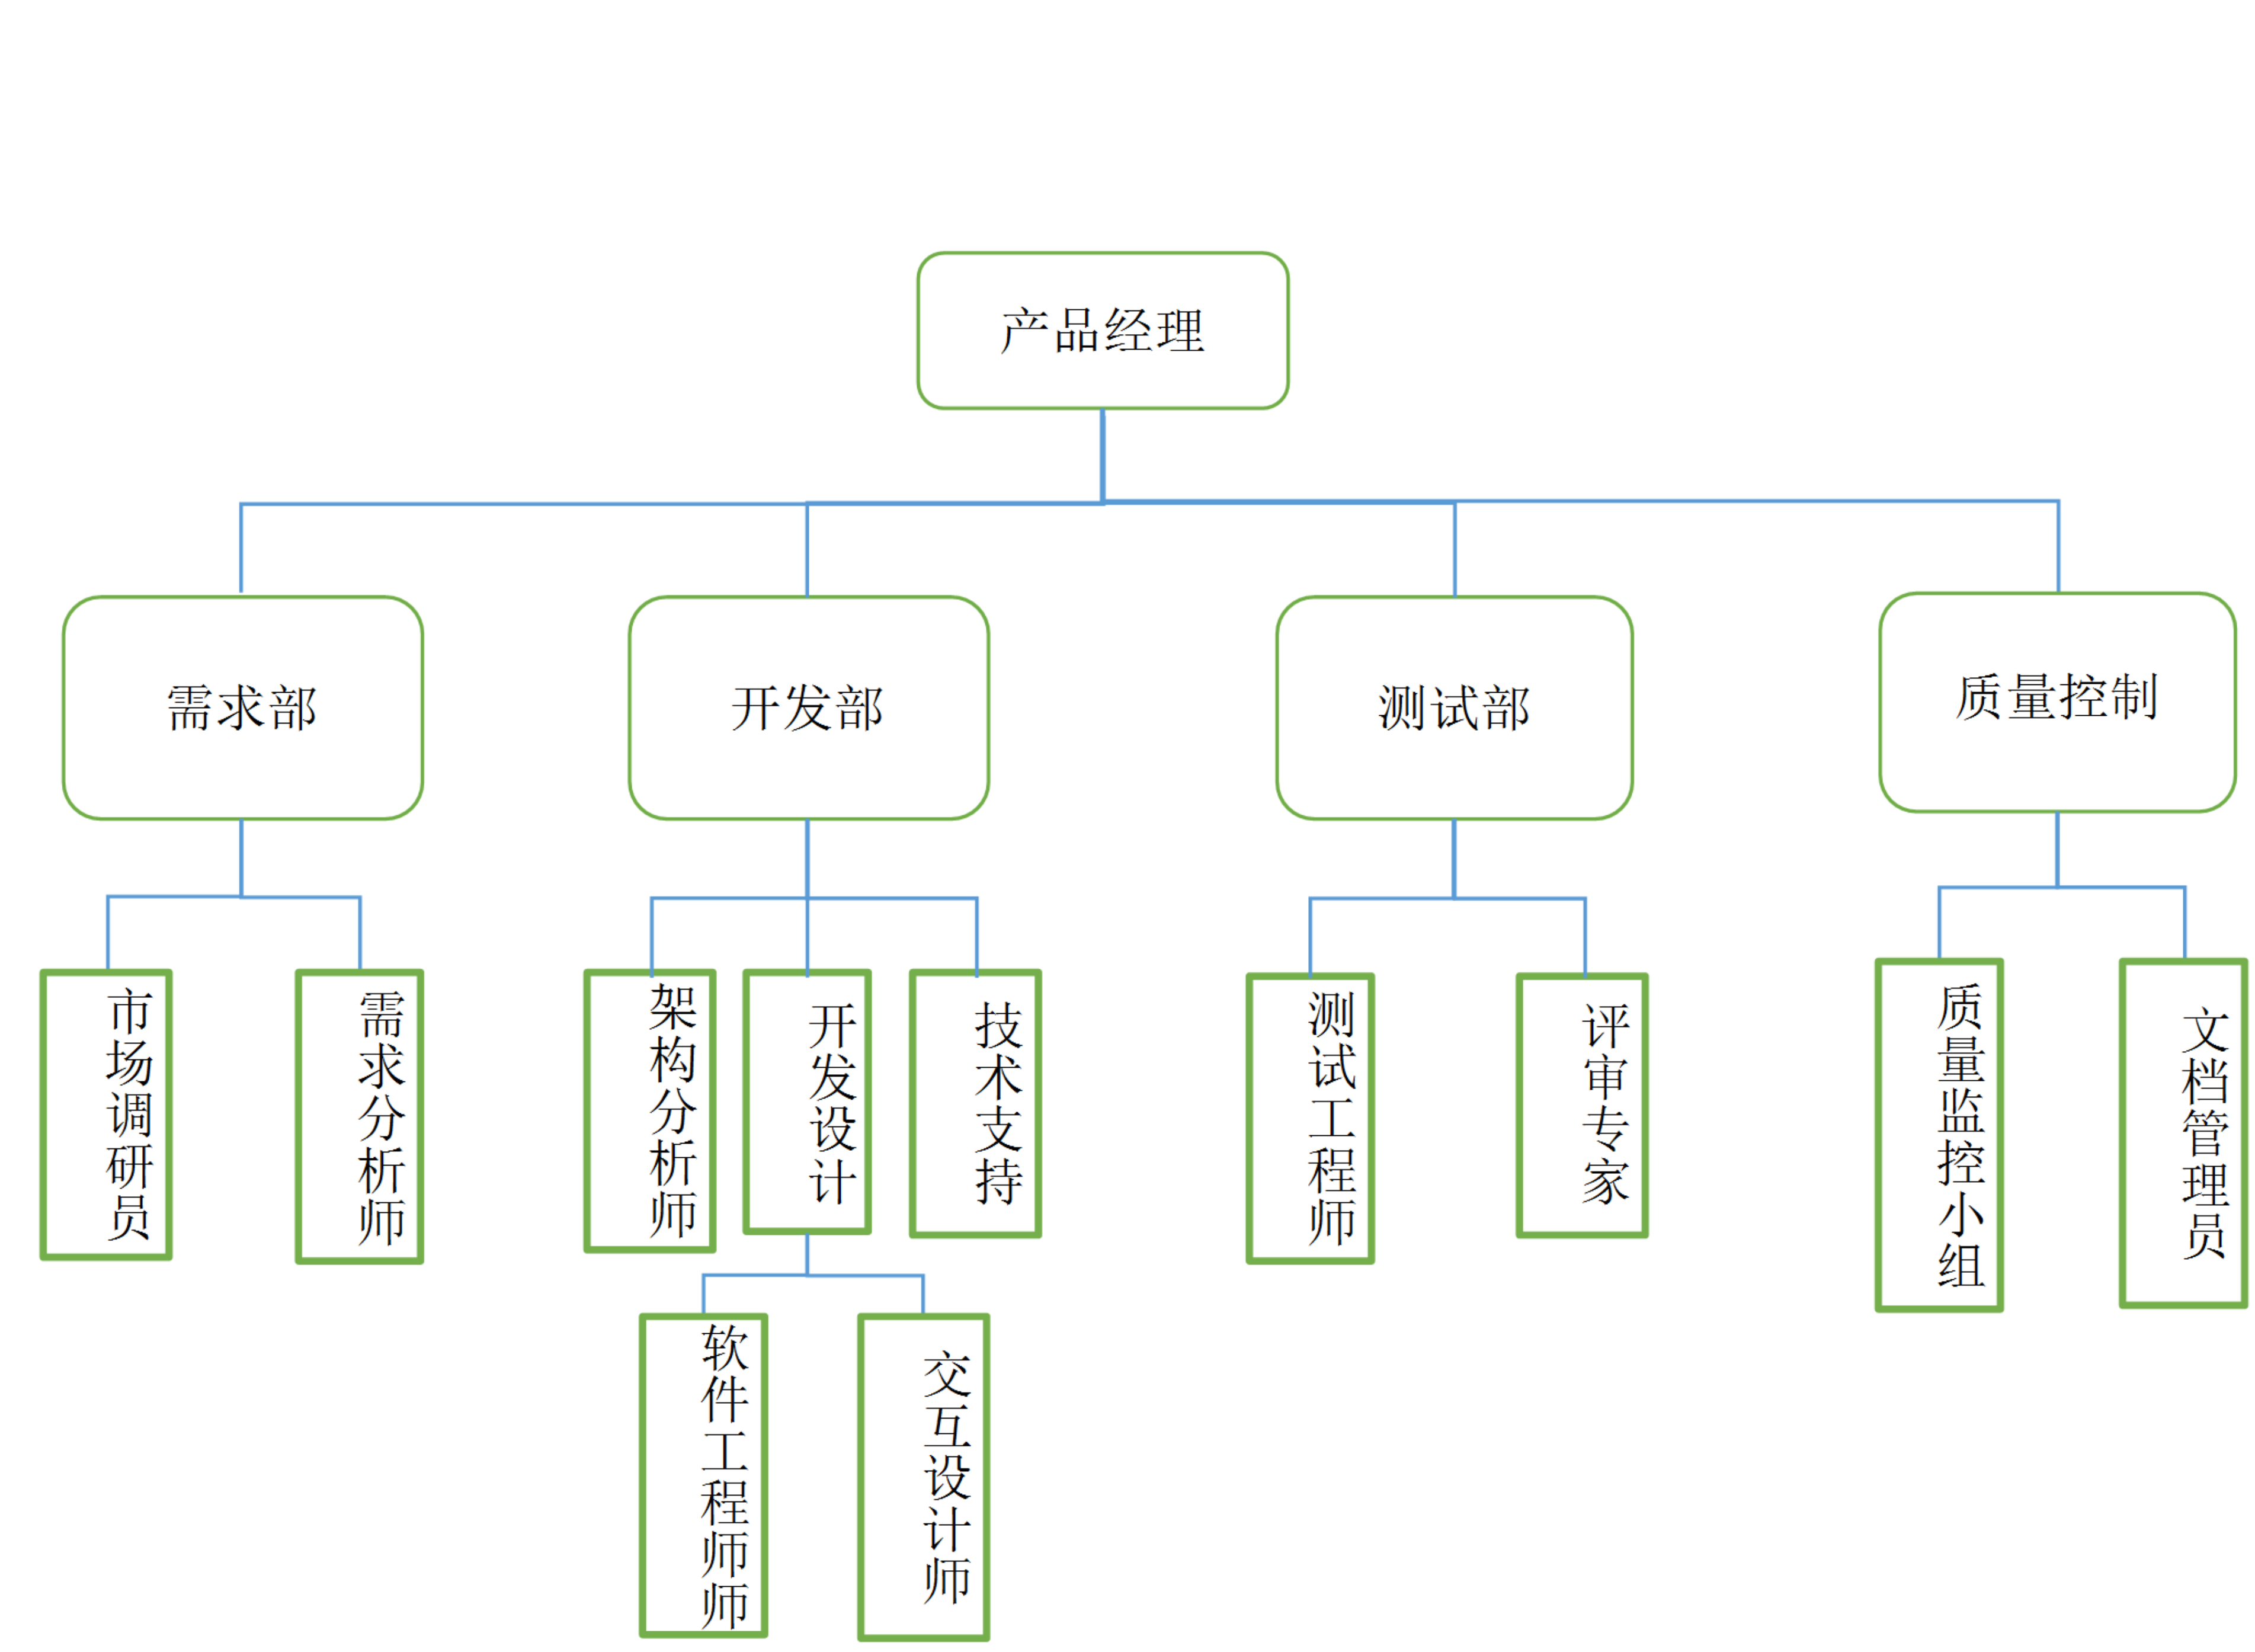 产品经理
需求部
开发部
测试部
质量控制
市场调研员
需求分析师
架构分析师
开发设计
技术支持
测试工程师
评审专家
质量监控小组
文档管理员
软件工程师师
交互设计师